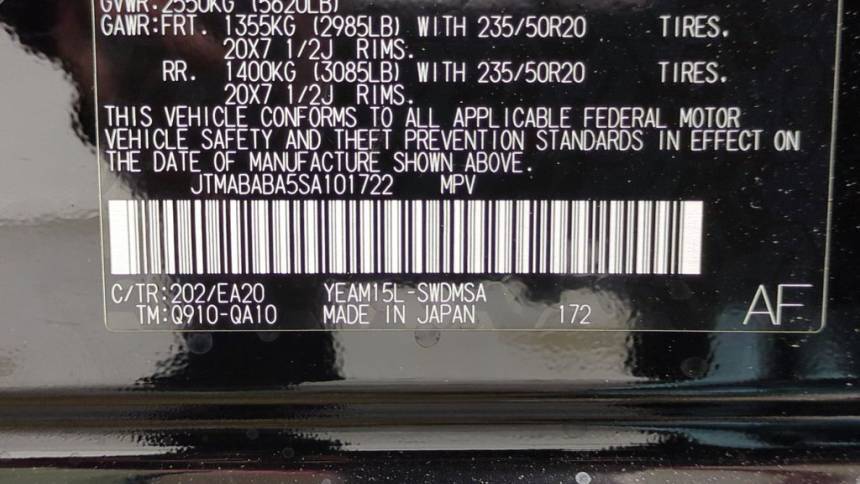 GVWR:2550KG (5620LB)
GAWR:FRT. 1355KG (2985LB) WITH 235/50R20 TIRES.
20X7 1/2J RIMS.
RR. 1400KG (3085LB) WITH 235/50R20 TIRES.
20X7 1/2J RIMS.
THIS VEHICLE CONFORMS TO ALL APPLICABLE FEDERAL MOTOR
VEHICLE SAFETY AND THEFT PREVENTION STANDARDS IN EFFECT ON
THE DATE OF MANUFACTURE SHOWN ABOVE.
JTMABABA5SA101722 MPV
C/TR:202/EA20 YEAM15L-SWDMSA
TM:Q910-QA10 MADE IN JAPAN 172
AF